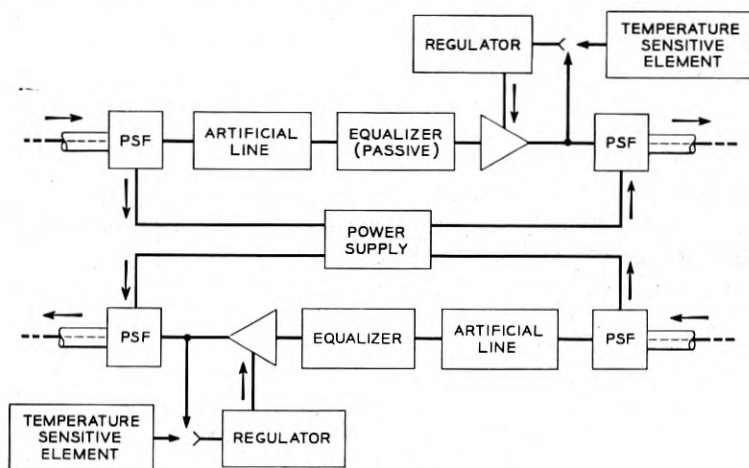 REGULATOR
TEMPERATURE
SENSITIVE
ELEMENT
PSF
ARTIFICIAL
LINE
EQUALIZER
(PASSIVE)
PSF
POWER
SUPPLY
PSF
EQUALIZER
ARTIFICIAL
LINE
PSF
TEMPERATURE
SENSITIVE
ELEMENT
REGULATOR